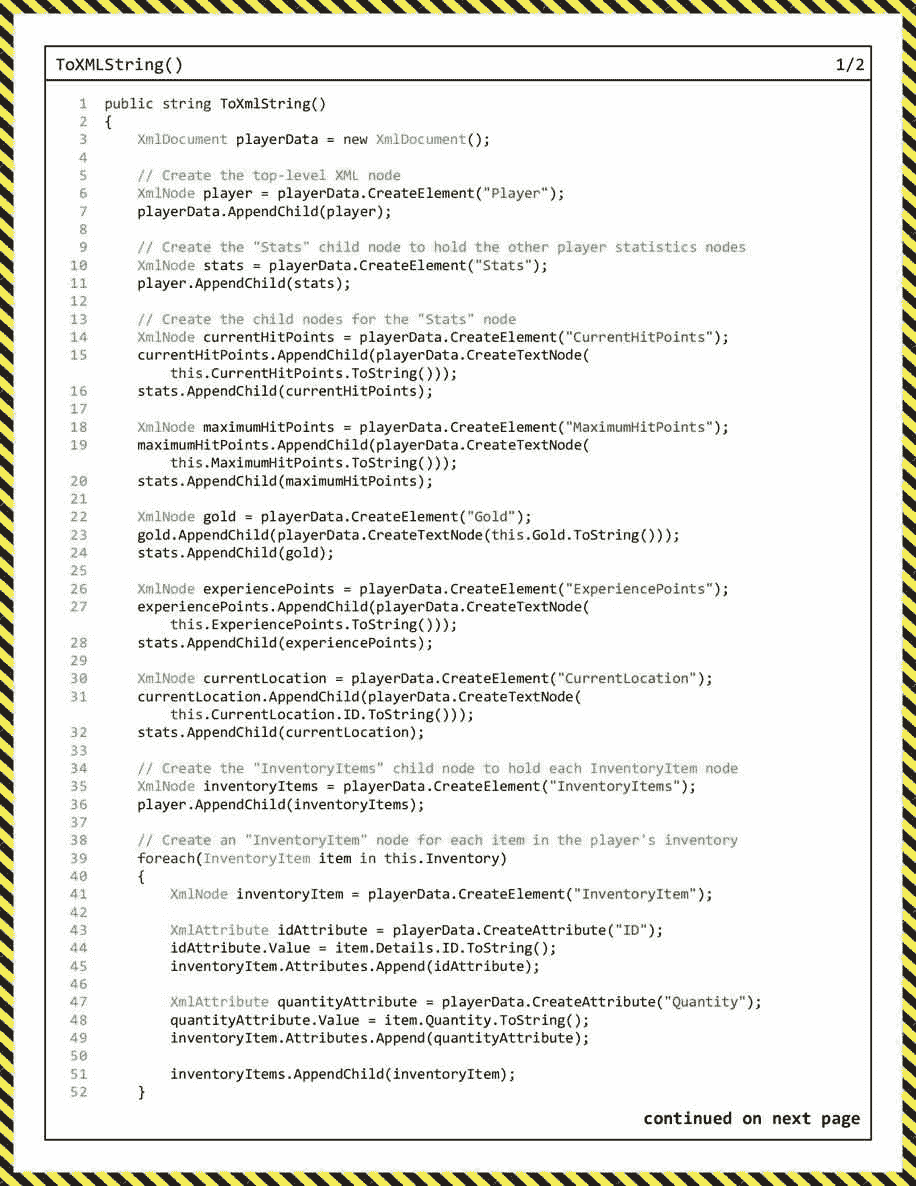 ToXMLString() 1/2
1 public string ToXmlString()
2 {
3 XmlDocument playerData = new XmlDocument();
4
5 // Create the top-level XML node
6 XmlNode player = playerData.CreateElement("Player");
7 playerData.AppendChild(player);
8
9 // Create the "Stats" child node to hold the other player statistics nodes
10 XmlNode stats = playerData.CreateElement("Stats");
11 player.AppendChild(stats);
12
13 // Create the child nodes for the "Stats" node
14 XmlNode currentHitPoints = playerData.CreateElement("CurrentHitPoints");
15 currentHitPoints.AppendChild(playerData.CreateTextNode(
this.CurrentHitPoints.ToString()));
16 stats.AppendChild(currentHitPoints);
17
18 XmlNode maximumHitPoints = playerData.CreateElement("MaximumHitPoints");
19 maximumHitPoints.AppendChild(playerData.CreateTextNode(
this.MaximumHitPoints.ToString()));
20 stats.AppendChild(maximumHitPoints);
21
22 XmlNode gold = playerData.CreateElement("Gold");
23 gold.AppendChild(playerData.CreateTextNode(this.Gold.ToString()));
24 stats.AppendChild(gold);
25
26 XmlNode experiencePoints = playerData.CreateElement("ExperiencePoints");
27 experiencePoints.AppendChild(playerData.CreateTextNode(
this.ExperiencePoints.ToString()));
28 stats.AppendChild(experiencePoints);
29
30 XmlNode currentLocation = playerData.CreateElement("CurrentLocation");
31 currentLocation.AppendChild(playerData.CreateTextNode(
this.CurrentLocation.ID.ToString()));
32 stats.AppendChild(currentLocation);
33
34 // Create the "InventoryItems" child node to hold each InventoryItem node
35 XmlNode inventoryItems = playerData.CreateElement("InventoryItems");
36 player.AppendChild(inventoryItems);
37
38 // Create an "InventoryItem" node for each item in the player's inventory
39 foreach(InventoryItem item in this.Inventory)
40 {
41 XmlNode inventoryItem = playerData.CreateElement("InventoryItem");
42
43 XmlAttribute idAttribute = playerData.CreateAttribute("ID");
44 idAttribute.Value = item.Details.ID.ToString();
45 inventoryItem.Attributes.Append(idAttribute);
46
47 XmlAttribute quantityAttribute = playerData.CreateAttribute("Quantity");
48 quantityAttribute.Value = item.Quantity.ToString();
49 inventoryItem.Attributes.Append(quantityAttribute);
50
51 inventoryItems.AppendChild(inventoryItem);
52 }
continued on next page